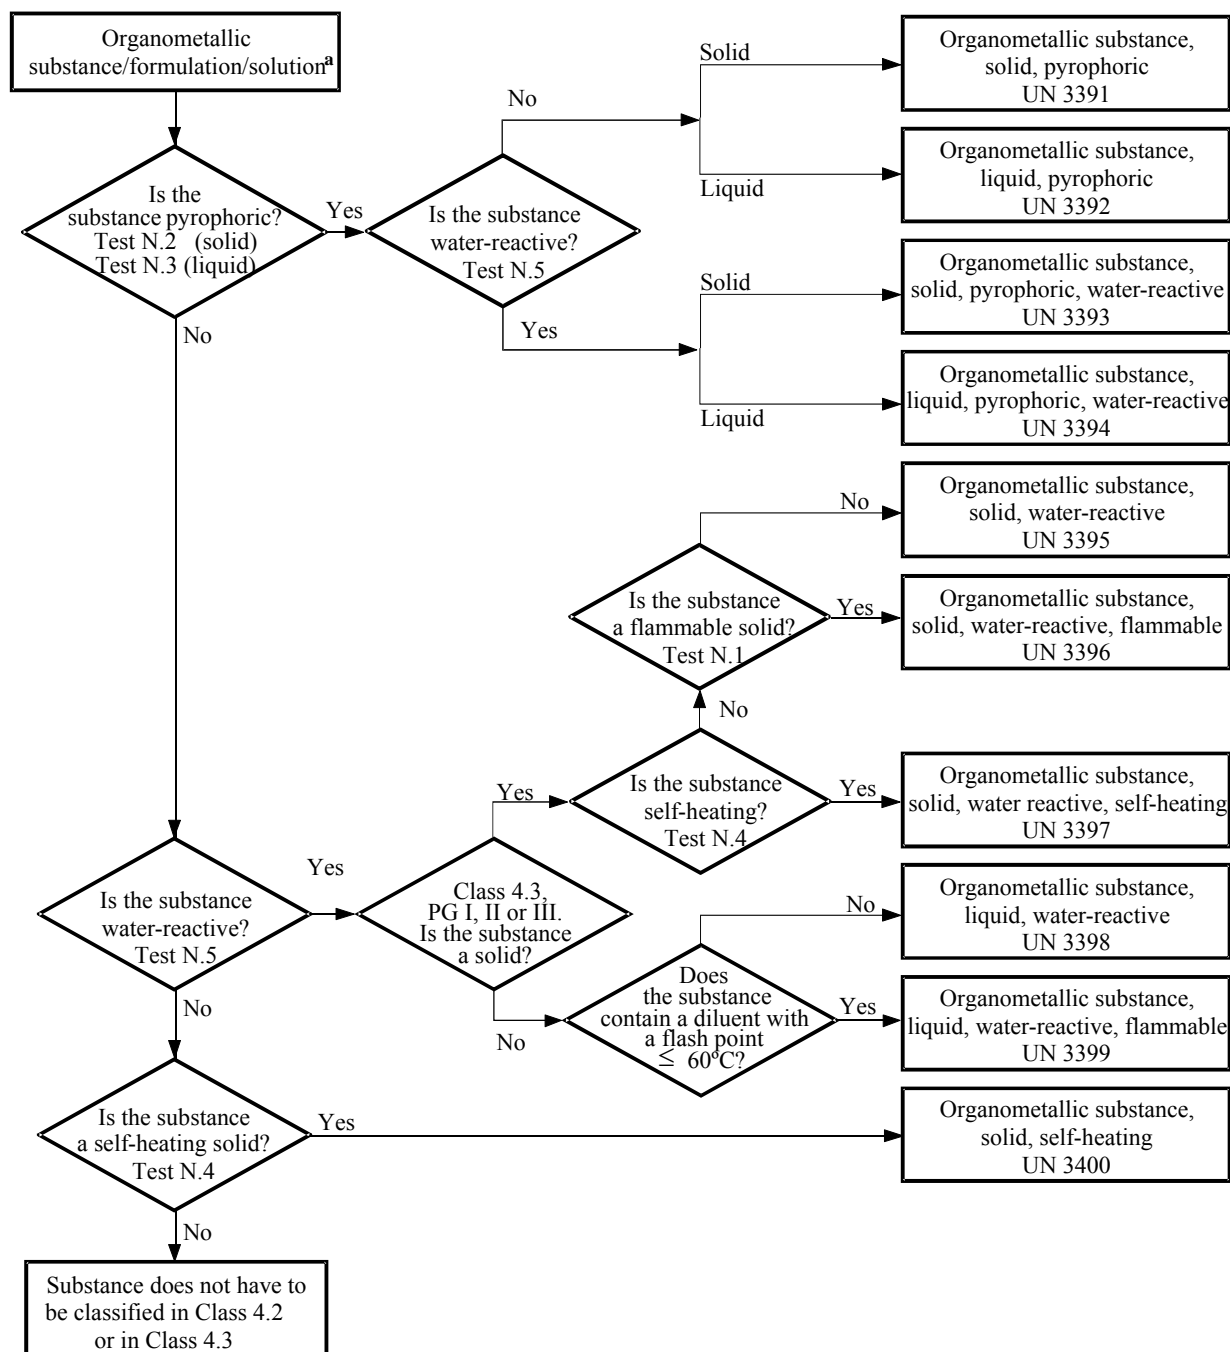 Organometallic
substance/formulation/solutionᵃ
Is the
substance pyrophoric?
Test N.2 (solid)
Test N.3 (liquid)
Yes
No
Is the substance
water-reactive?
Test N.5
No
Yes
Solid
Liquid
Organometallic substance,
solid, pyrophoric
UN 3391
Organometallic substance,
liquid, pyrophoric
UN 3392
Solid
Liquid
Organometallic substance,
solid, pyrophoric, water-reactive
UN 3393
Organometallic substance,
liquid, pyrophoric, water-reactive
UN 3394
No
Organometallic substance,
solid, water-reactive
UN 3395
Is the substance
a flammable solid?
Test N.1
Yes
Organometallic substance,
solid, water-reactive, flammable
UN 3396
No
Is the substance
self-heating?
Test N.4
Yes
Organometallic substance,
solid, water reactive, self-heating
UN 3397
Is the substance
water-reactive?
Test N.5
Yes
No
Class 4.3,
PG I, II or III.
Is the substance
a solid?
Yes
No
Does
the substance
contain a diluent with
a flash point
≤ 60ºC?
No
Organometallic substance,
liquid, water-reactive
UN 3398
Yes
Organometallic substance,
liquid, water-reactive, flammable
UN 3399
Is the substance
a self-heating solid?
Test N.4
Yes
Organometallic substance,
solid, self-heating
UN 3400
No
Substance does not have to
be classified in Class 4.2
or in Class 4.3